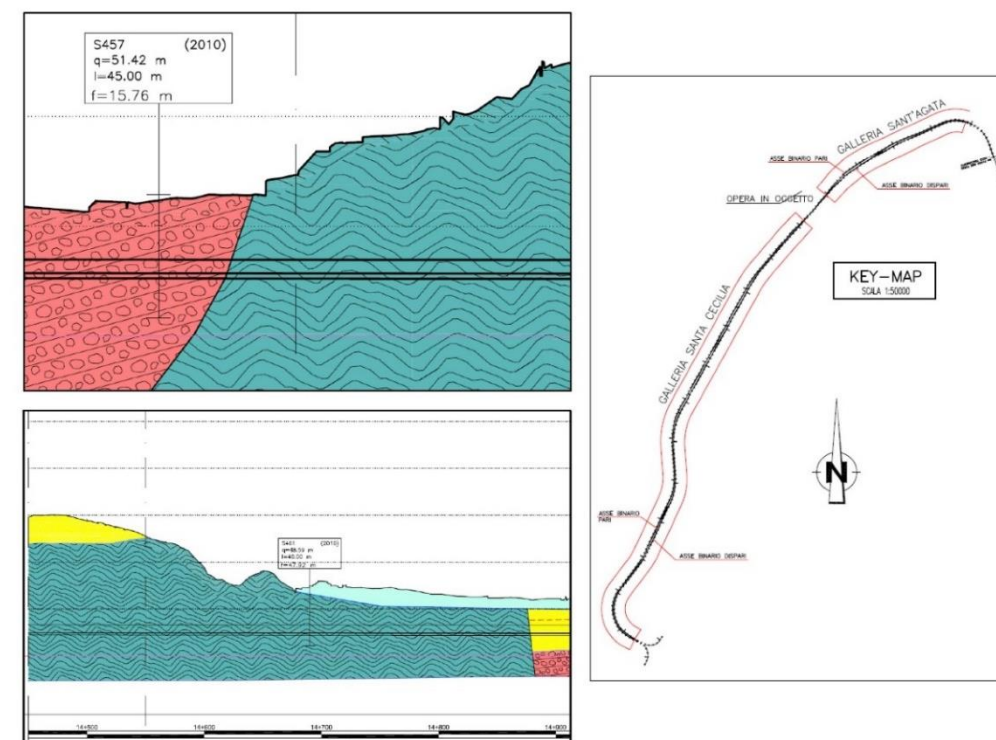 S457 (2010)
q=51.42 m
l=45.00 m
f=15.76 m
S461 (2010)
14+500 14+600 14+700 14+800
GALLERIA SANT'AGATA
ASSE BINARIO PARI
ASSE BINARIO DISPARI
OPERA IN OGGETTO
KEY-MAP
SCALA 1:50000
GALLERIA SANTA CECILIA
N
ASSE BINARIO
PARI
ASSE BINARIO DISPARI